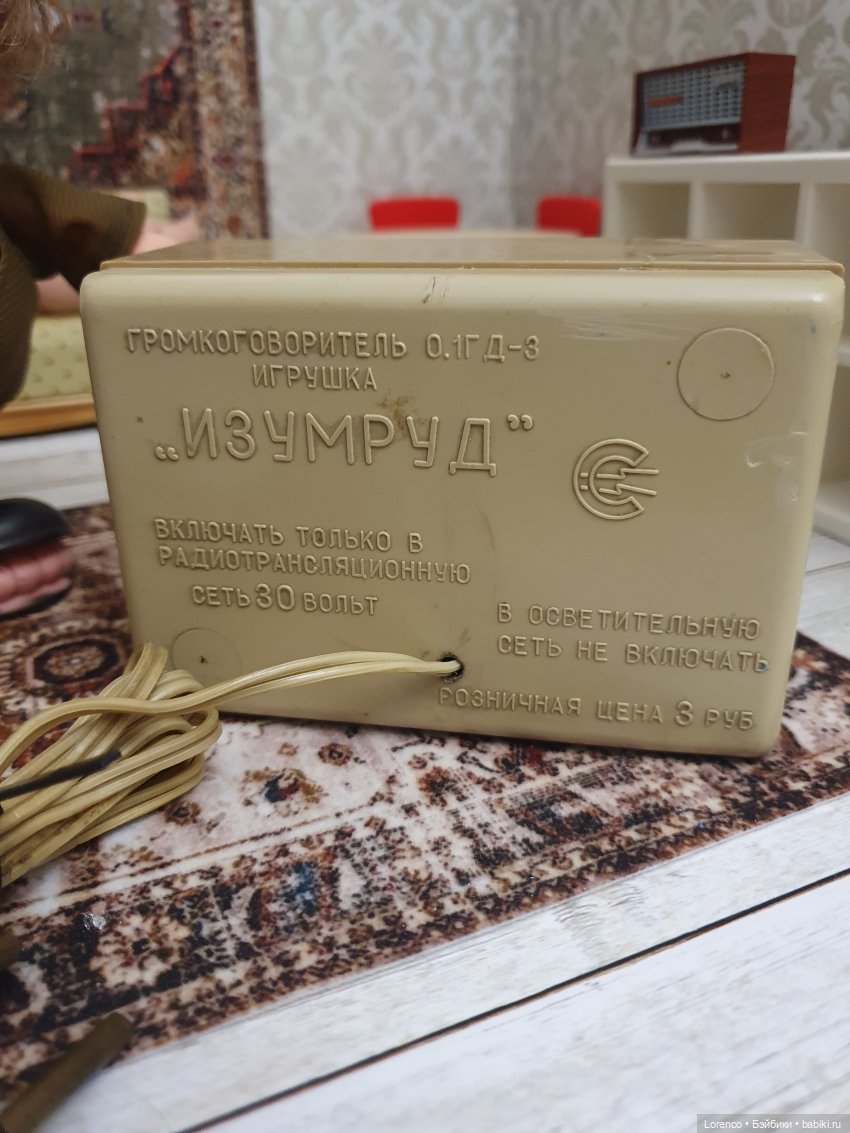 ГРОМКОГОВОРИТЕЛЬ 0.1ГД-3
ИГРУШКА
„ИЗУМРУД”
ВКЛЮЧАТЬ ТОЛЬКО В
РАДИОТРАНСЛЯЦИОННУЮ
СЕТЬ 30 ВОЛЬТ
В ОСВЕТИТЕЛЬНУЮ
СЕТЬ НЕ ВКЛЮЧАТЬ
РОЗНИЧНАЯ ЦЕНА 3 РУБ
Lorenco • Бэйбики • babiki.ru